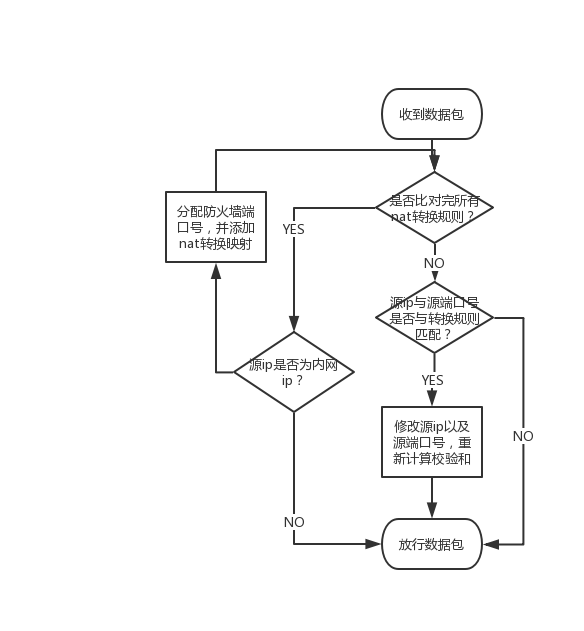 收到数据包
是否比对完所有
nat转换规则？
YES
NO
分配防火墙端
口号，并添加
nat转换映射
源ip与源端口号
是否与转换规则
匹配？
源ip是否为内网
ip？
YES
修改源ip以及
源端口号，重
新计算校验和
NO
NO
放行数据包